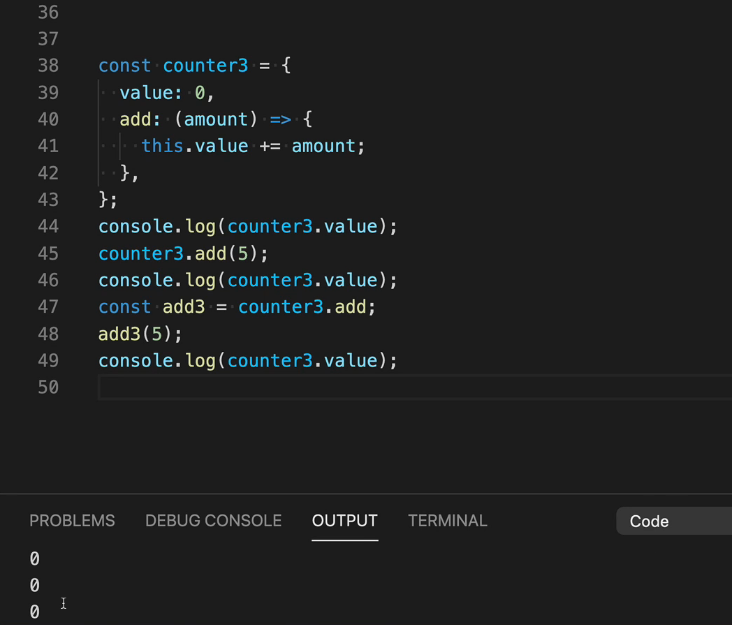 36
37
38 const counter3 = {
39   value: 0,
40   add: (amount) => {
41     this.value += amount;
42   },
43 };
44 console.log(counter3.value);
45 counter3.add(5);
46 console.log(counter3.value);
47 const add3 = counter3.add;
48 add3(5);
49 console.log(counter3.value);
50
PROBLEMS DEBUG CONSOLE OUTPUT TERMINAL Code
0
0
0